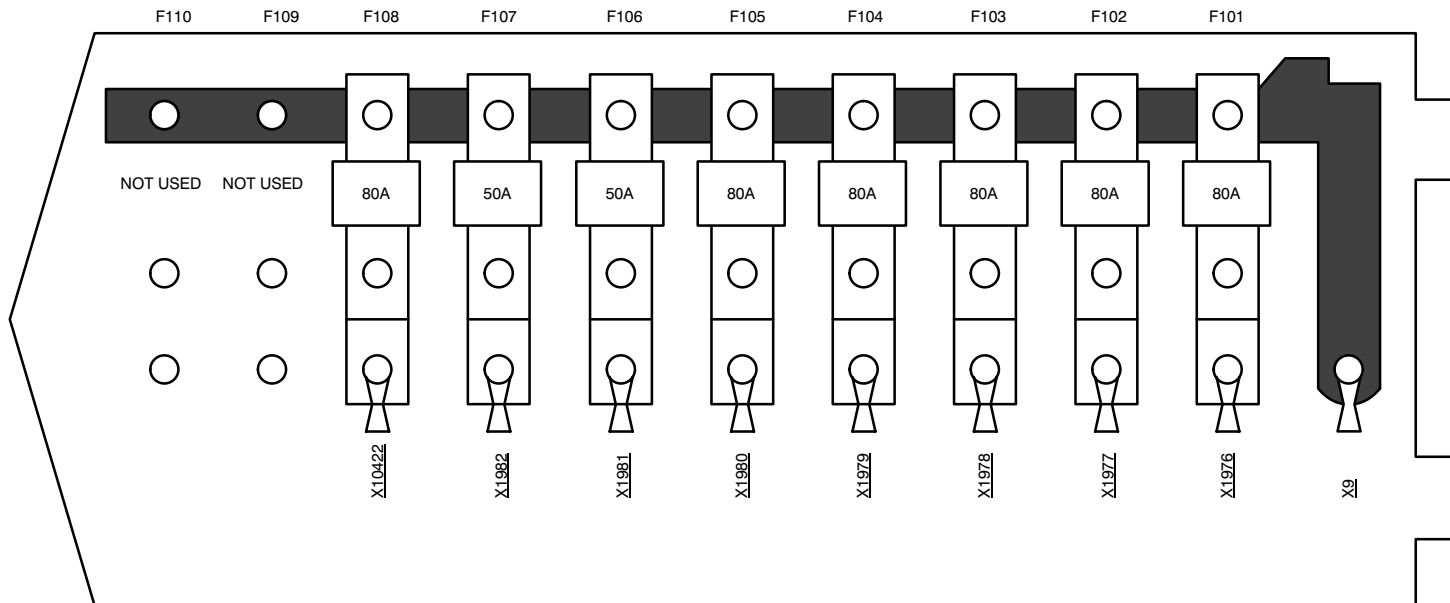 F110 F109 F108 F107 F106 F105 F104 F103 F102 F101
NOT USED NOT USED 80A 50A 50A 80A 80A 80A 80A 80A
X10422 X1982 X1981 X1980 X1979 X1978 X1977 X1976 X9